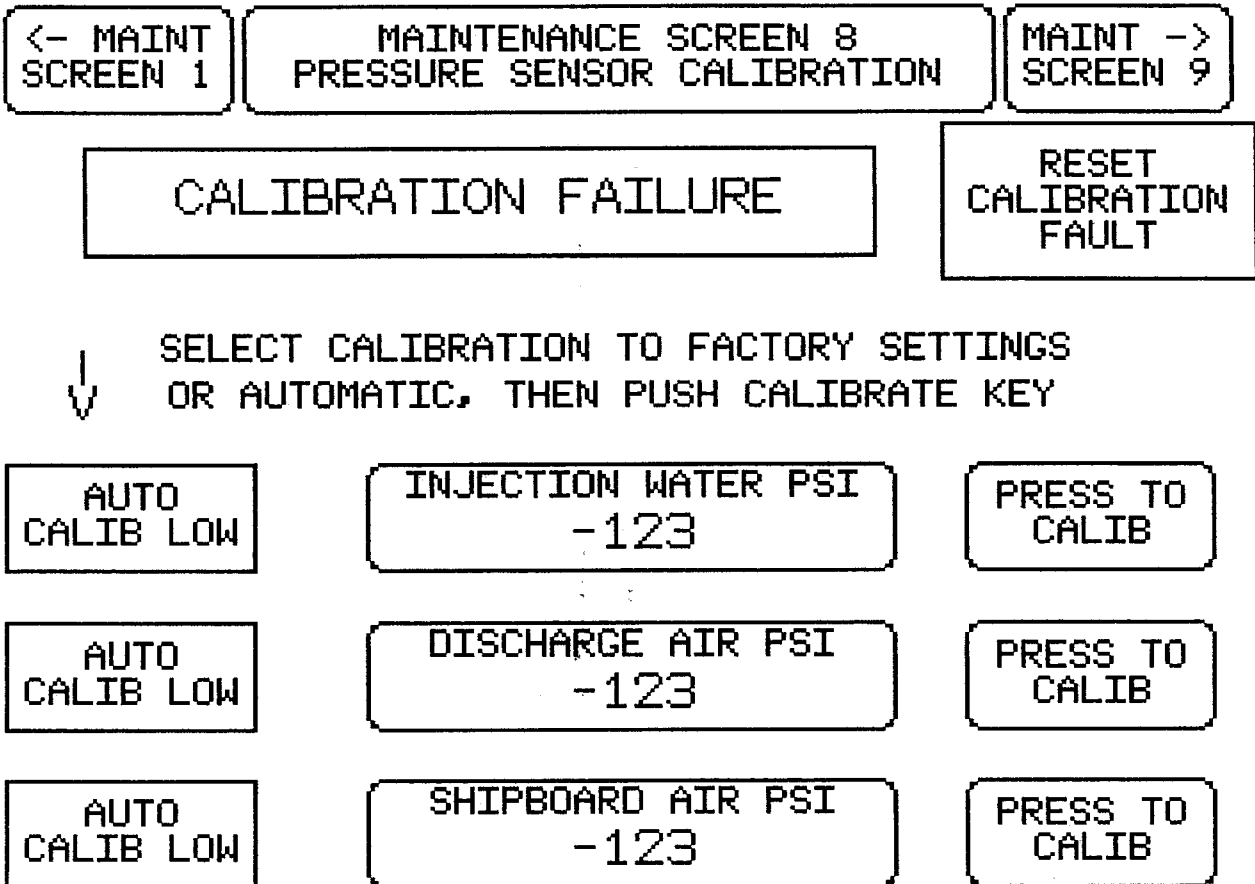 <- MAINT
SCREEN 1
MAINTENANCE SCREEN 8
PRESSURE SENSOR CALIBRATION
MAINT ->
SCREEN 9
CALIBRATION FAILURE
RESET
CALIBRATION
FAULT
SELECT CALIBRATION TO FACTORY SETTINGS
OR AUTOMATIC, THEN PUSH CALIBRATE KEY
AUTO
CALIB LOW
INJECTION WATER PSI
-123
PRESS TO
CALIB
AUTO
CALIB LOW
DISCHARGE AIR PSI
-123
PRESS TO
CALIB
AUTO
CALIB LOW
SHIPBOARD AIR PSI
-123
PRESS TO
CALIB